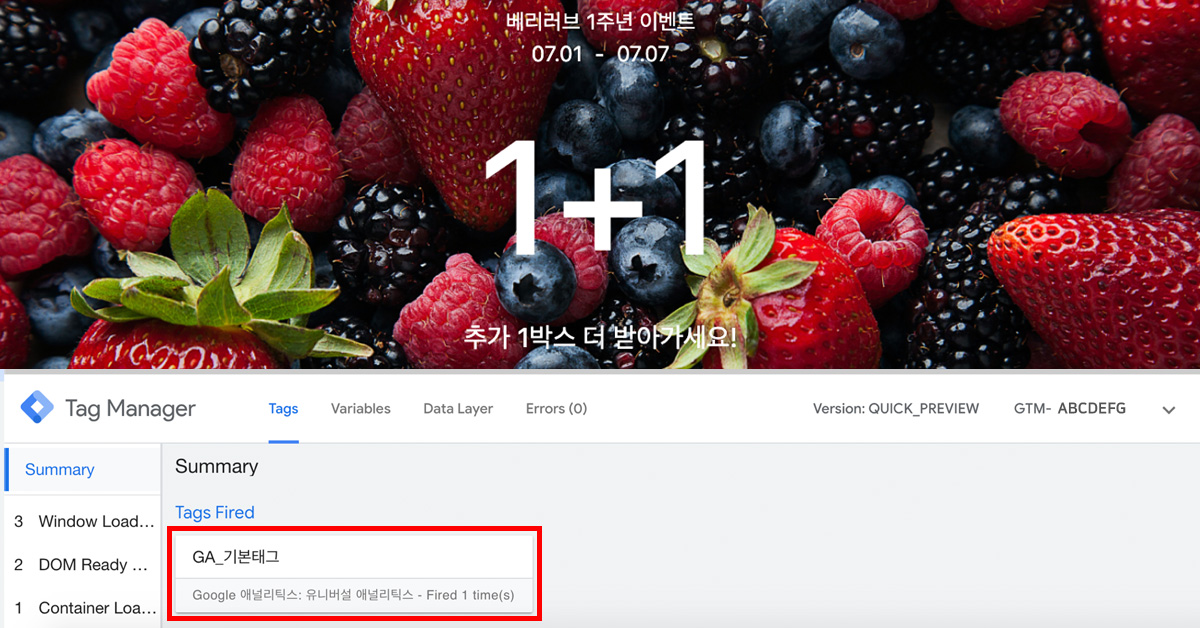 베러러브 1주년 이벤트
07.01 - 07.07
1+1
추가 1박스 더 받아가세요!
Tag Manager
Tags
Variables
Data Layer
Errors (0)
Version: QUICK_PREVIEW
GTM- ABCDEFG
Summary
3 Window Load...
2 DOM Ready ...
1 Container Loa...
Summary
Tags Fired
GA_기본태그
Google 애널리틱스: 유니버설 애널리틱스 - Fired 1 time(s)